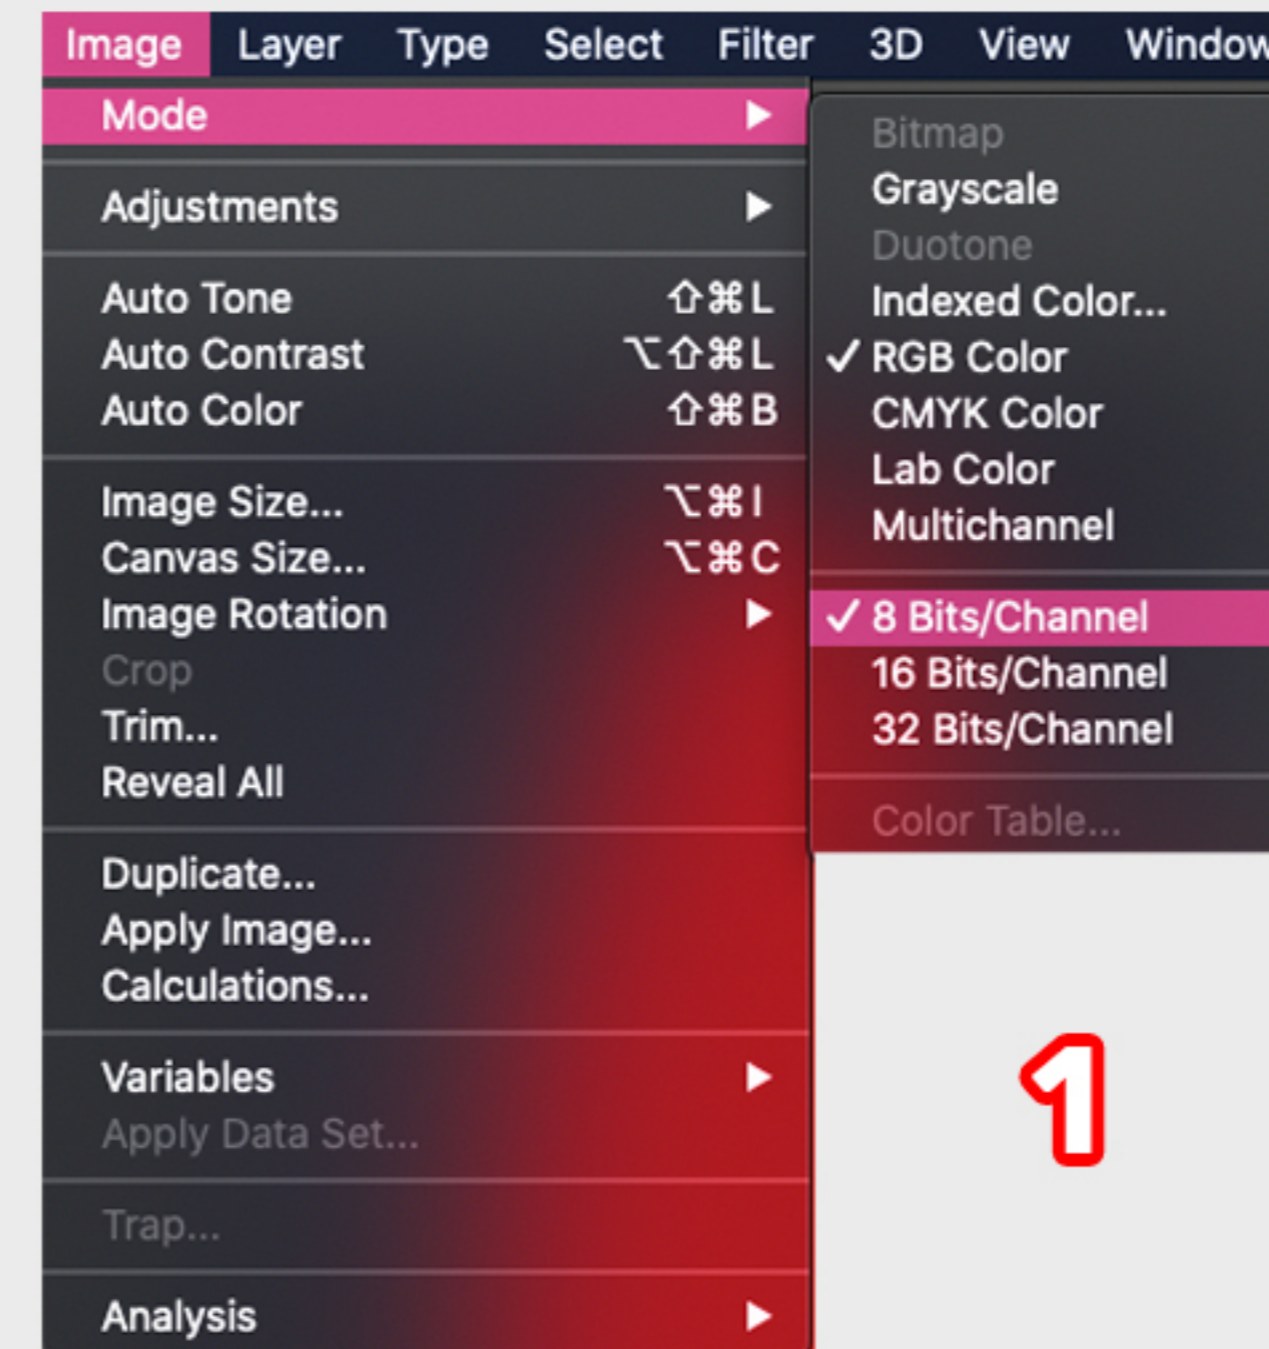 Image Layer Type Select Filter 3D View Window
Mode ▶
Adjustments ▶
Auto Tone ⇧⌘L
Auto Contrast ⌥⇧⌘L
Auto Color ⇧⌘B
Image Size... ⌥⌘I
Canvas Size... ⌥⌘C
Image Rotation ▶
Crop
Trim...
Reveal All
Duplicate...
Apply Image...
Calculations...
Variables ▶
Apply Data Set...
Trap...
Analysis ▶
Bitmap
Grayscale
Duotone
Indexed Color...
✓ RGB Color
CMYK Color
Lab Color
Multichannel
✓ 8 Bits/Channel
16 Bits/Channel
32 Bits/Channel
Color Table...
1